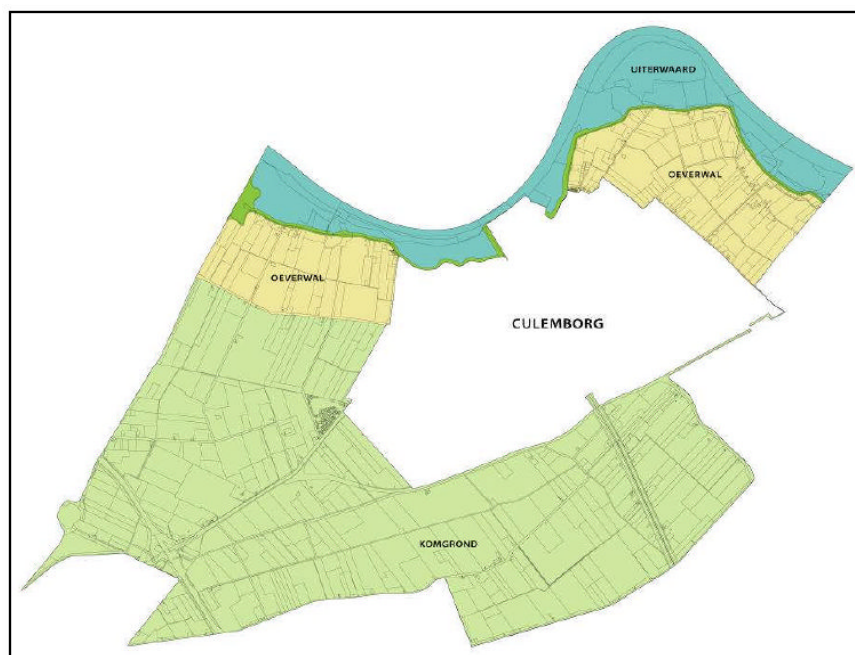 UITERWAARD
OEVERWAL
OEVERWAL
CULEMBORG
KOMGROND